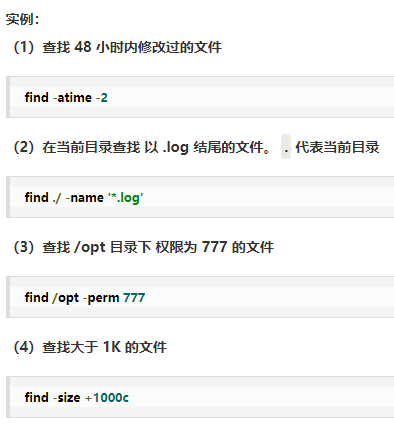 实例：
（1）查找 48 小时内修改过的文件
find -atime -2
（2）在当前目录查找 以 .log 结尾的文件。 . 代表当前目录
find ./ -name '*.log'
（3）查找 /opt 目录下 权限为 777 的文件
find /opt -perm 777
（4）查找大于 1K 的文件
find -size +1000c